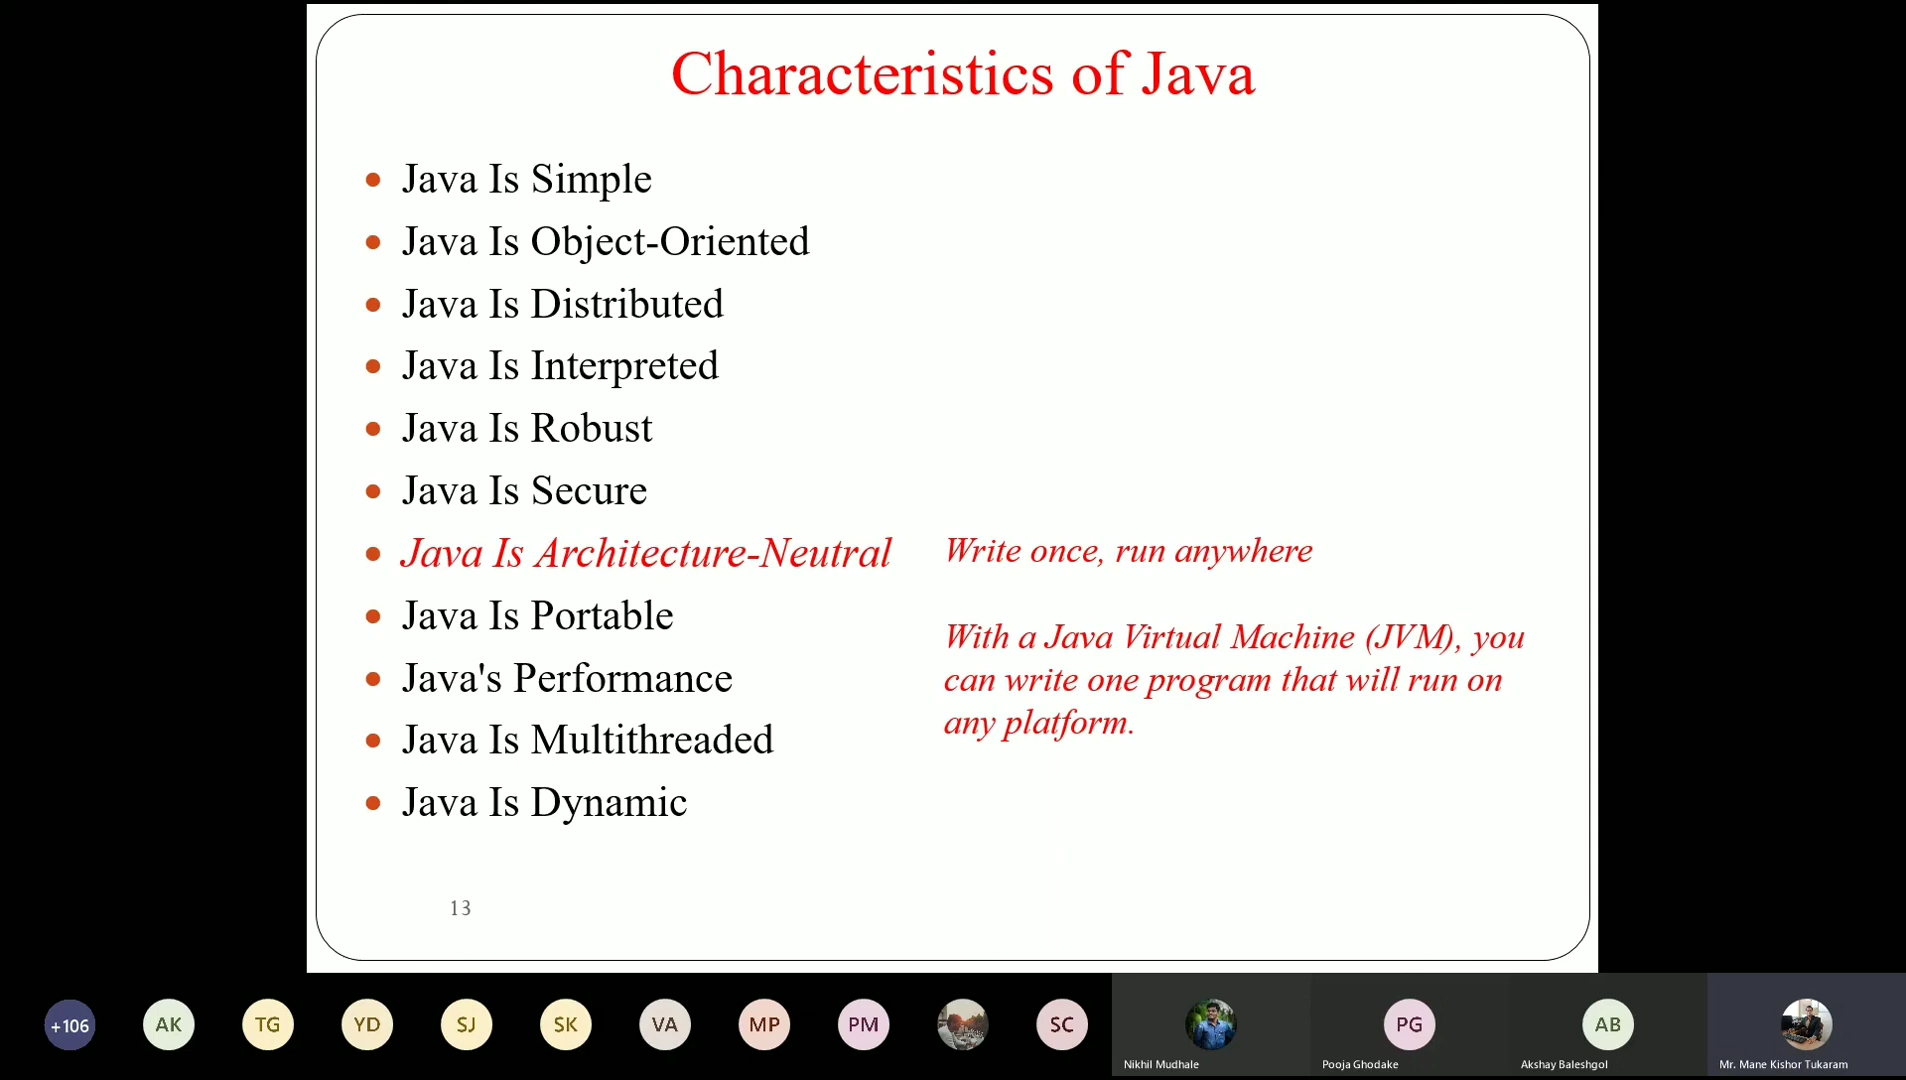 Characteristics of Java
• Java Is Simple
• Java Is Object-Oriented
• Java Is Distributed
• Java Is Interpreted
• Java Is Robust
• Java Is Secure
• Java Is Architecture-Neutral
• Java Is Portable
• Java's Performance
• Java Is Multithreaded
• Java Is Dynamic
Write once, run anywhere
With a Java Virtual Machine (JVM), you
can write one program that will run on
any platform.
13
+106
AK
TG
YD
SJ
SK
VA
MP
PM
SC
Nikhil Mudhale
PG
Pooja Ghodake
AB
Akshay Baleshgol
Mr. Mane Kishor Tukaram